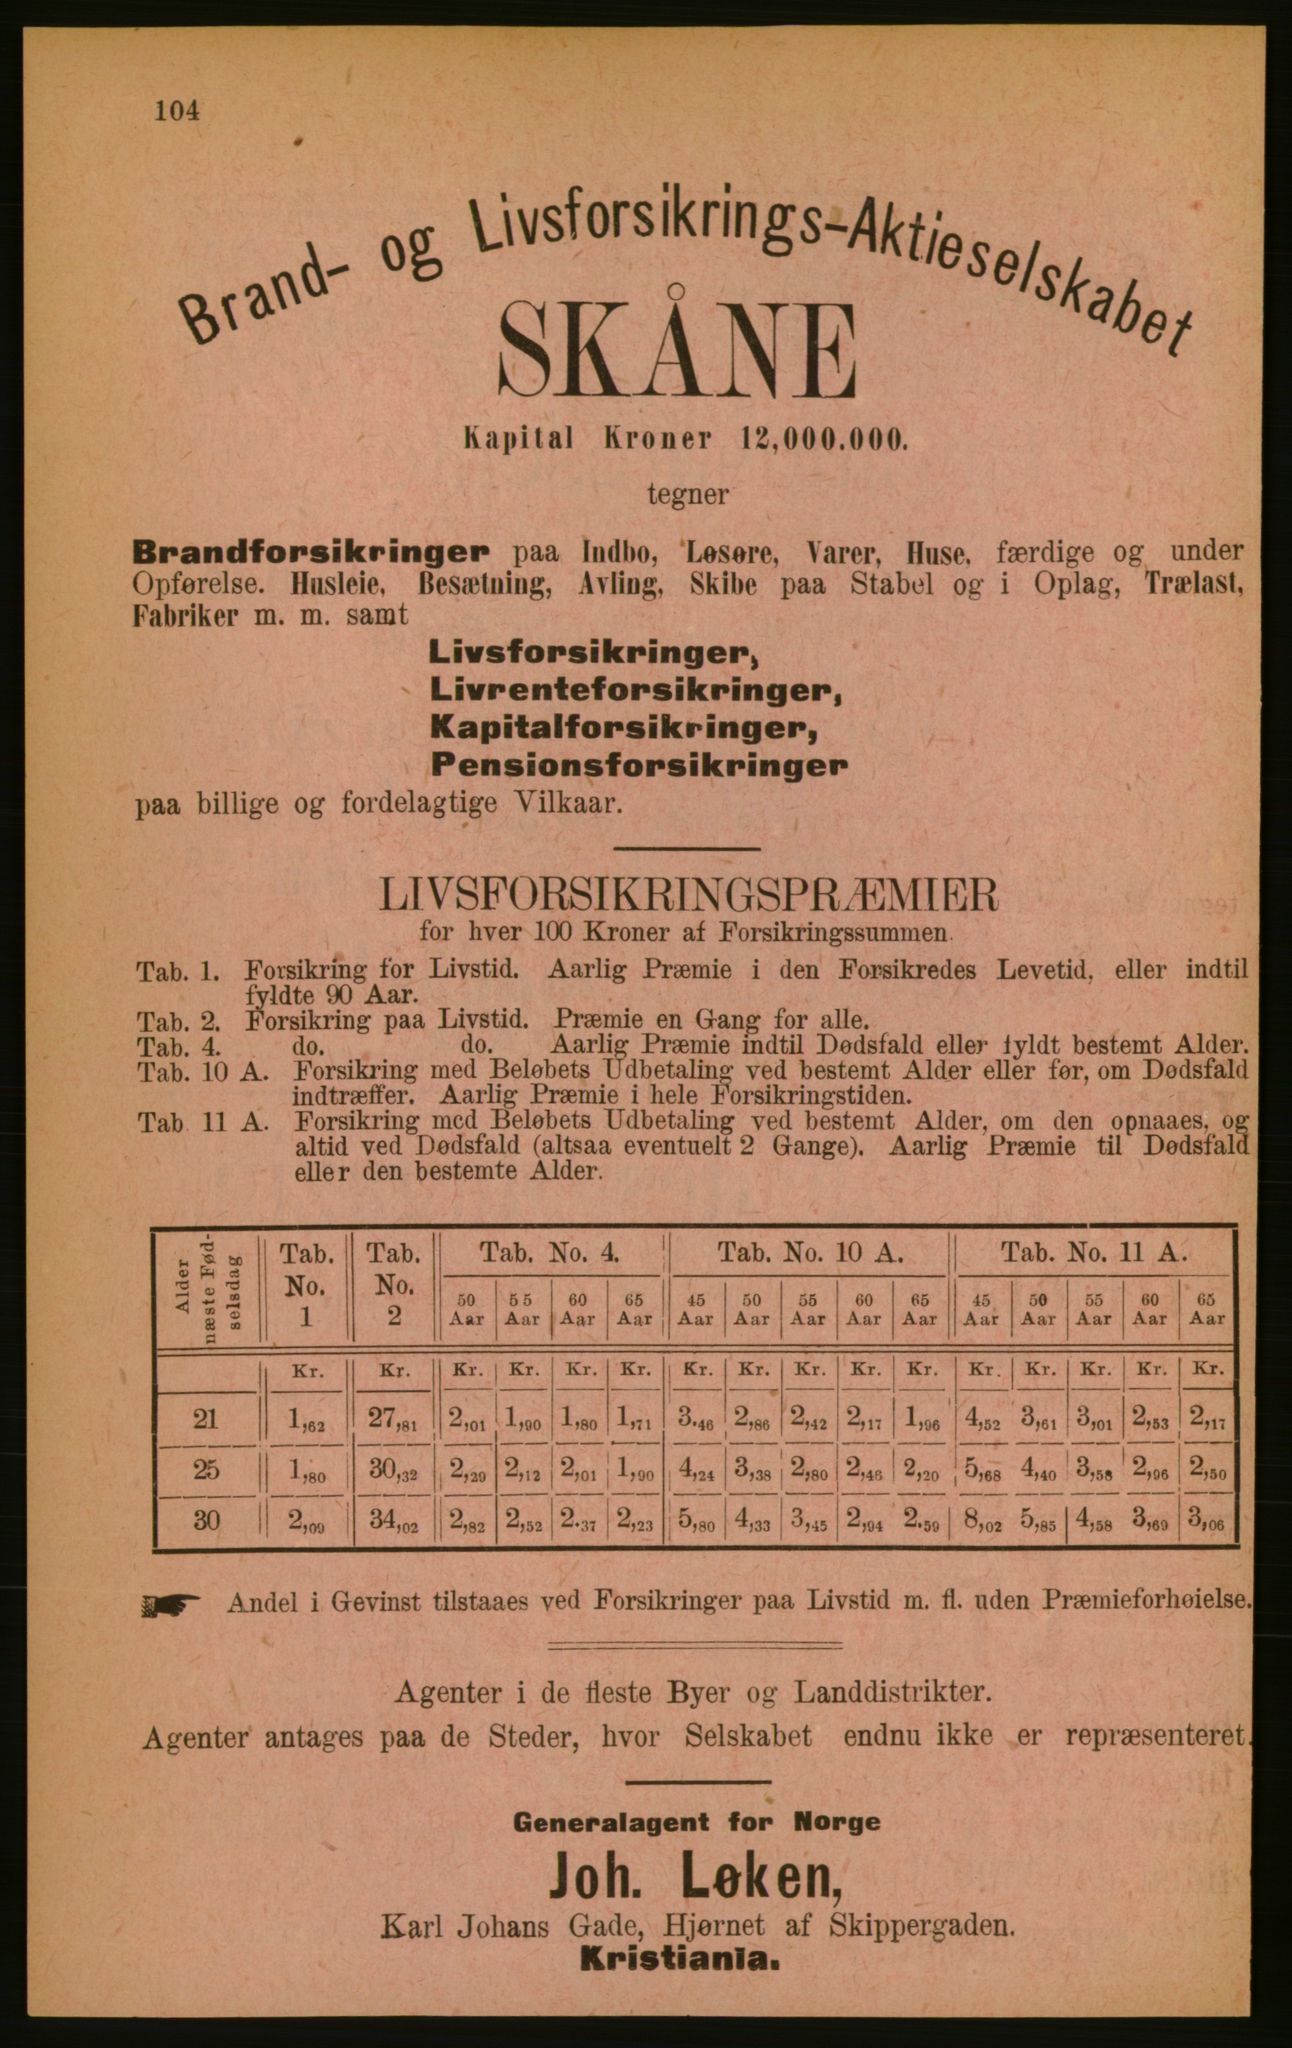 104
Brand- og Livsforsikrings-Aktieselskabet
SKÅNE
Kapital Kroner 12,000.000.
tegner
Brandforsikringer paa Indbo, Løsøre, Varer, Huse, færdige og under
Opførelse. Husleie, Besætning, Avling, Skibe paa Stabel og i Oplag, Trælast,
Fabriker m. m. samt
Livsforsikringer,
Livrenteforsikringer,
Kapitalforsikringer,
Pensionsforsikringer
paa billige og fordelagtige Vilkaar.
LIVSFORSIKRINGSPRÆMIER
for hver 100 Kroner af Forsikringssummen.
Tab. 1. Forsikring for Livstid. Aarlig Præmie i den Forsikredes Levetid, eller indtil
fyldte 90 Aar.
Tab. 2. Forsikring paa Livstid. Præmie en Gang for alle.
Tab. 4. do. do. Aarlig Præmie indtil Dødsfald eller fyldt bestemt Alder.
Tab. 10 A. Forsikring med Beløbets Udbetaling ved bestemt Alder eller før, om Dødsfald
indtræffer. Aarlig Præmie i hele Forsikringstiden.
Tab 11 A. Forsikring med Beløbets Udbetaling ved bestemt Alder, om den opnaaes, og
altid ved Dødsfald (altsaa eventuelt 2 Gange). Aarlig Præmie til Dødsfald
eller den bestemte Alder.
Alder næste Fød-selsdag Tab. No. 1 Tab. No. 2 Tab. No. 4. Tab. No. 10 A. Tab. No. 11 A.
50 Aar 55 Aar 60 Aar 65 Aar 45 Aar 50 Aar 55 Aar 60 Aar 65 Aar 45 Aar 50 Aar 55 Aar 60 Aar 65 Aar
Kr. Kr. Kr. Kr. Kr. Kr. Kr. Kr. Kr. Kr. Kr. Kr. Kr. Kr. Kr. Kr.
21 1,62 27,81 2,01 1,90 1,80 1,71 3.46 2,86 2,42 2,17 1,96 4,52 3,61 3,01 2,53 2,17
25 1,80 30,32 2,29 2,12 2,01 1,90 4,24 3,38 2,80 2,46 2,20 5,68 4,40 3,58 2,96 2,50
30 2,09 34,02 2,82 2,52 2.37 2,23 5,80 4,33 3,45 2,94 2.59 8,02 5,85 4,58 3,69 3,06
Andel i Gevinst tilstaaes ved Forsikringer paa Livstid m. fl. uden Præmieforhøielse.
Agenter i de fleste Byer og Landdistrikter.
Agenter antages paa de Steder, hvor Selskabet endnu ikke er repræsenteret.
Generalagent for Norge
Joh. Løken,
Karl Johans Gade, Hjørnet af Skippergaden.
Kristiania.